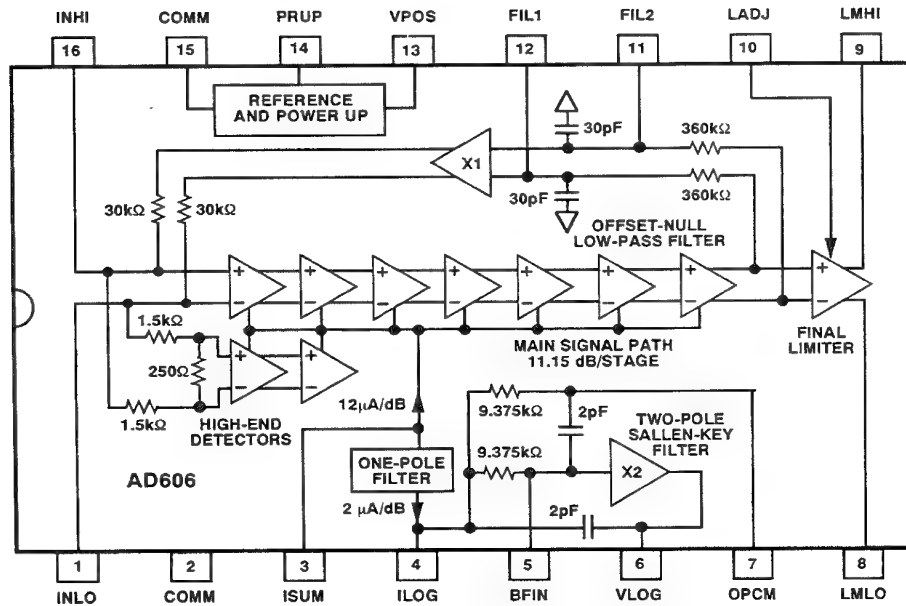 INHI COMM PRUP VPOS FIL1 FIL2 LADJ LMHI
16 15 14 13 12 11 10 9
REFERENCE
AND POWER UP
30pF
360kΩ
X1
30kΩ
30kΩ
30pF
360kΩ
OFFSET-NULL
LOW-PASS FILTER
+ + + + + + + +
− − − − − − − −
1.5kΩ
250Ω
1.5kΩ
+ +
− −
HIGH-END
DETECTORS
MAIN SIGNAL PATH
11.15 dB/STAGE
FINAL
LIMITER
12µA/dB
9.375kΩ
2pF
TWO-POLE
SALLEN-KEY
FILTER
9.375kΩ
X2
ONE-POLE
FILTER
AD606
2 µA/dB
2pF
1 2 3 4 5 6 7 8
INLO COMM ISUM ILOG BFIN VLOG OPCM LMLO